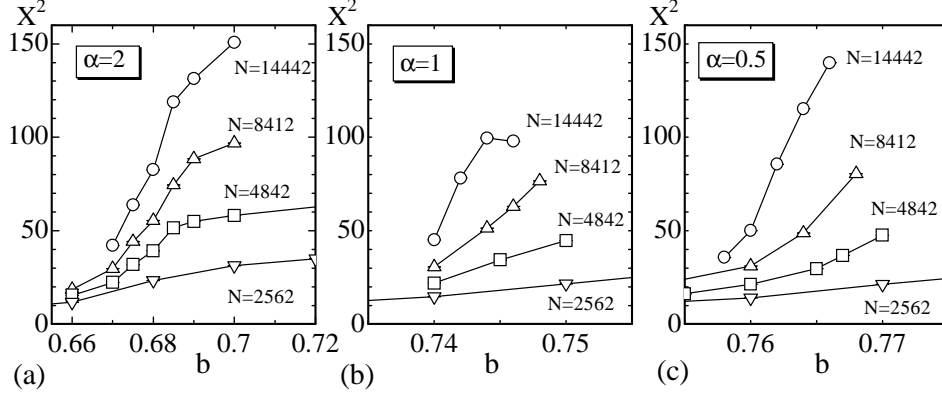 X²
150
100
50
0
α=2
N=14442
N=8412
N=4842
N=2562
0.66
0.68
0.7
0.72
(a)
b
X²
150
100
50
0
α=1
N=14442
N=8412
N=4842
N=2562
0.74
0.75
(b)
b
X²
150
100
50
0
α=0.5
N=14442
N=8412
N=4842
N=2562
0.76
0.77
(c)
b